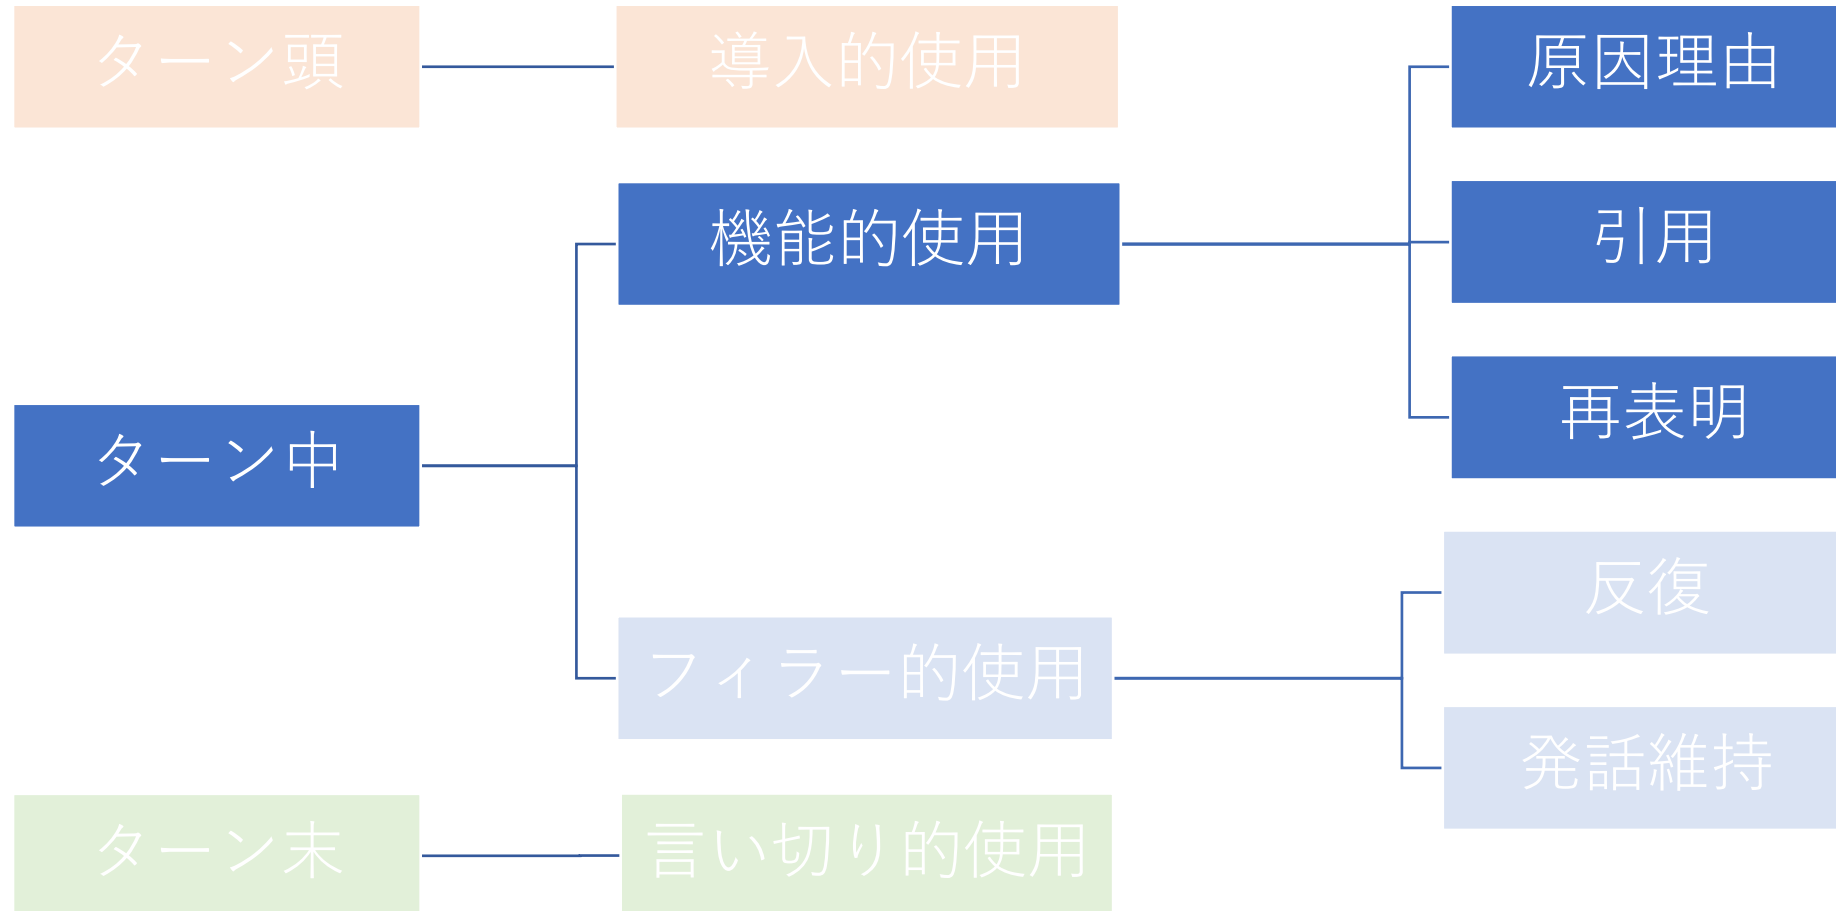 ターン頭
導入的使用
原因理由
機能的使用
引用
再表明
ターン中
反復
フィラー的使用
発話維持
ターン末
言い切り的使用